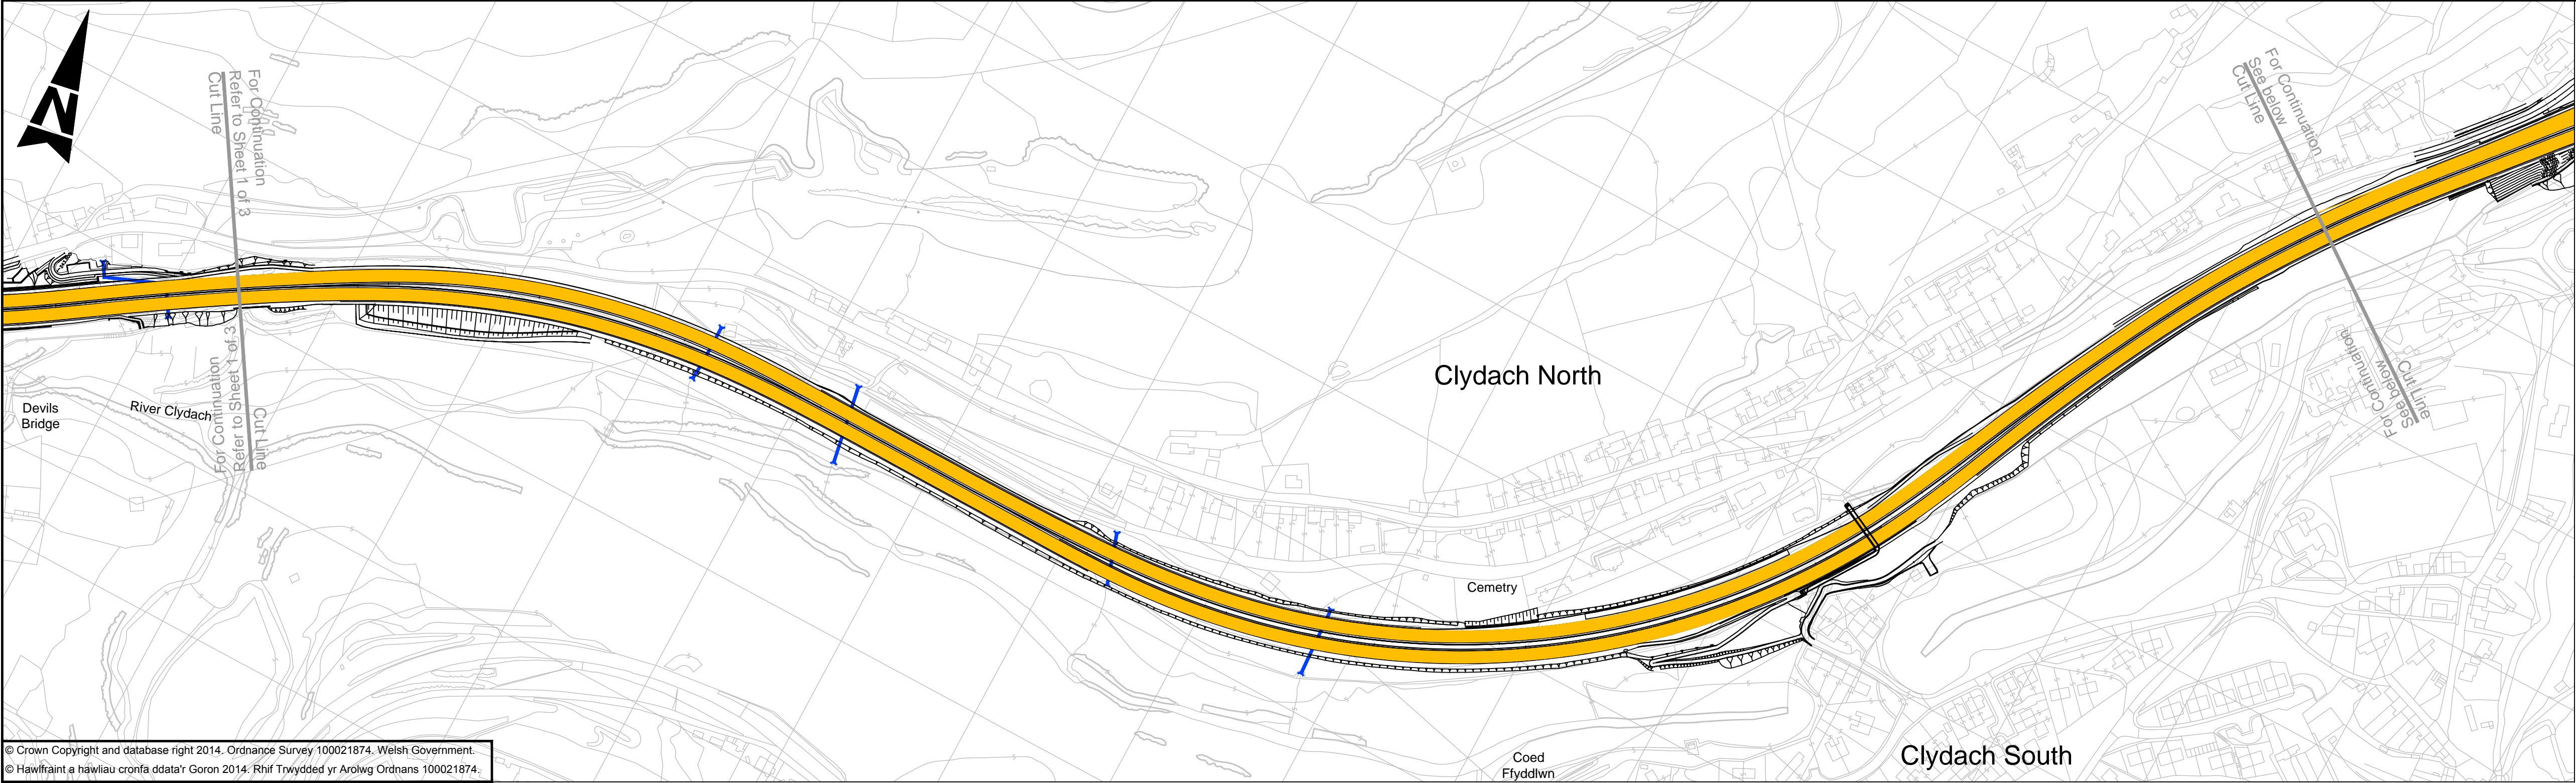 N
For Continuation
Refer to Sheet 1 of 3
Cut Line
For Continuation
See below
Cut Line
Clydach North
Devils
Bridge
River Clydach
For Continuation
Refer to Sheet 1 of 3
Cut Line
Cut Line
See below
For Continuation
Cemetry
Coed
Ffyddlwn
Clydach South
© Crown Copyright and database right 2014. Ordnance Survey 100021874. Welsh Government.
© Hawlfraint a hawliau cronfa ddata'r Goron 2014. Rhif Trwydded yr Arolwg Ordnans 100021874.